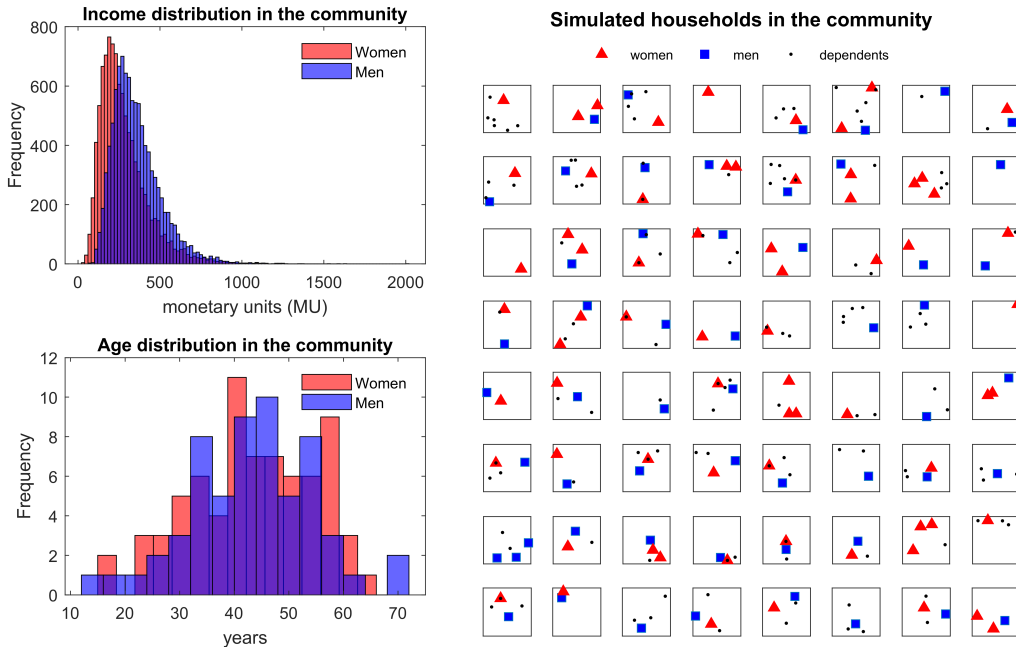 Income distribution in the community
800
600
400
200
0
Frequency
Women
Men
0 500 1000 1500 2000
monetary units (MU)
Age distribution in the community
12
10
8
6
4
2
0
Frequency
Women
Men
10 20 30 40 50 60 70
years
Simulated households in the community
women men dependents